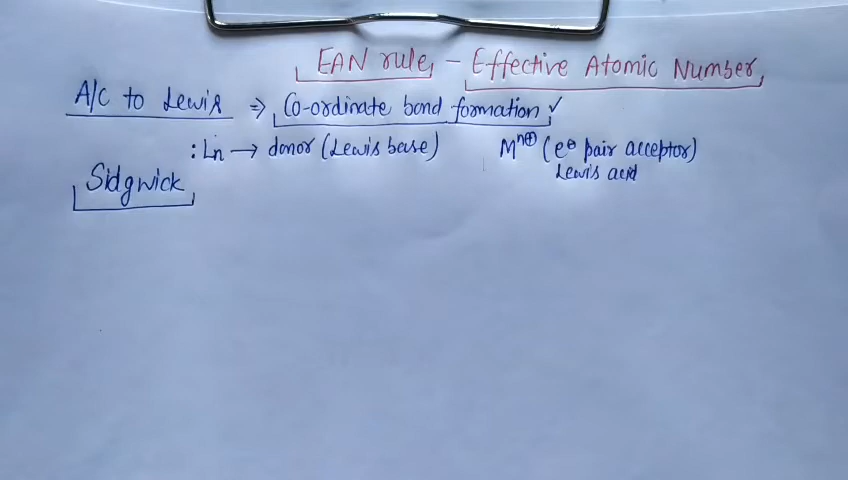 EAN rule - Effective Atomic Number
A/C to Lewis ⇒ Co-ordinate bond formation ✓
:Ln → donor (Lewis base) Mⁿ⊕ (e⊖ pair acceptor)
Lewis acid
Sidgwick